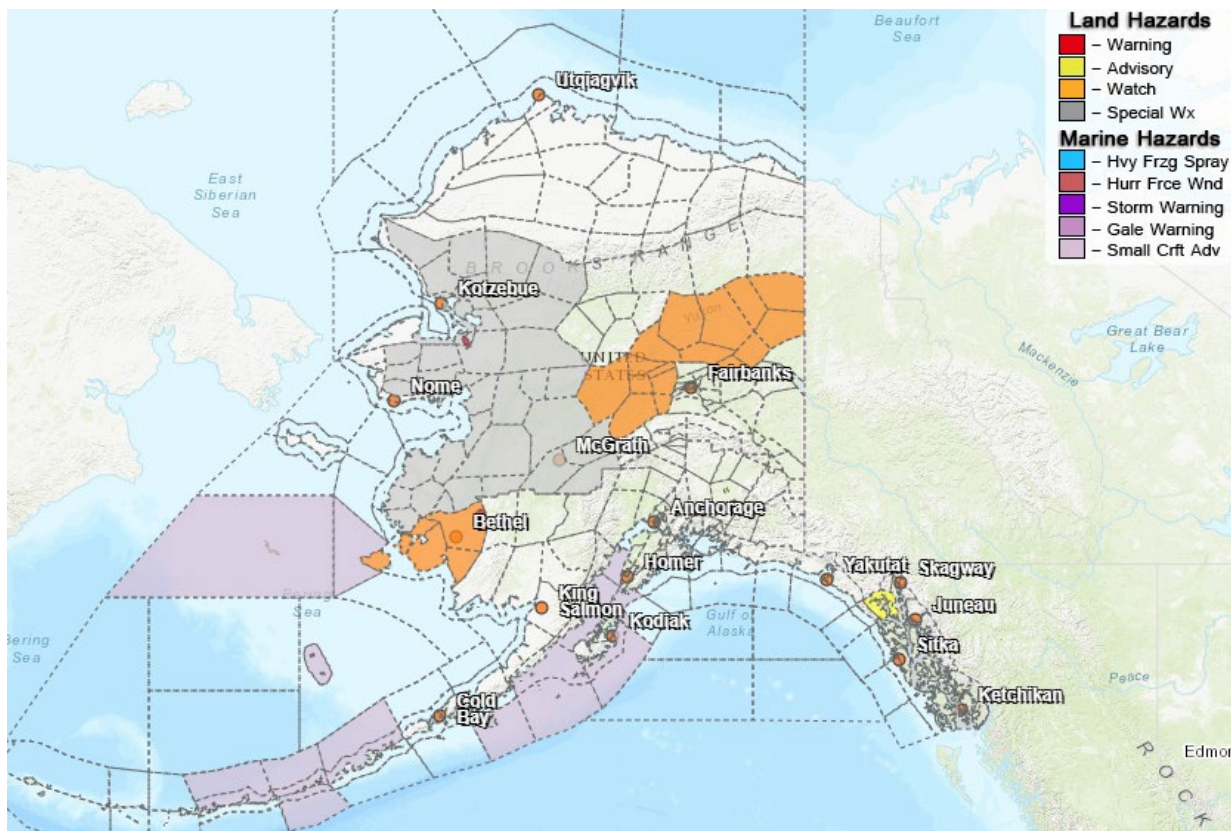 Land Hazards
– Warning
– Advisory
– Watch
– Special Wx
Marine Hazards
– Hvy Frzg Spray
– Hurr Frce Wnd
– Storm Warning
– Gale Warning
– Small Crft Adv
Beaufort
Sea
Utqiagvik
East
Siberian
Sea
BROOKS RANGE
Kotzebue
Yukon
Great Bear
Lake
Mackenzie
UNITED
STATES
Fairbanks
Nome
McGrath
Anchorage
Bethel
Homer
Yakutat
Skagway
King
Salmon
Juneau
Kodiak
Gulf of
Alaska
Bering
Sea
Bering
Sea
Sitka
Peace
Ketchikan
Cold
Bay
Edmon
ROCK